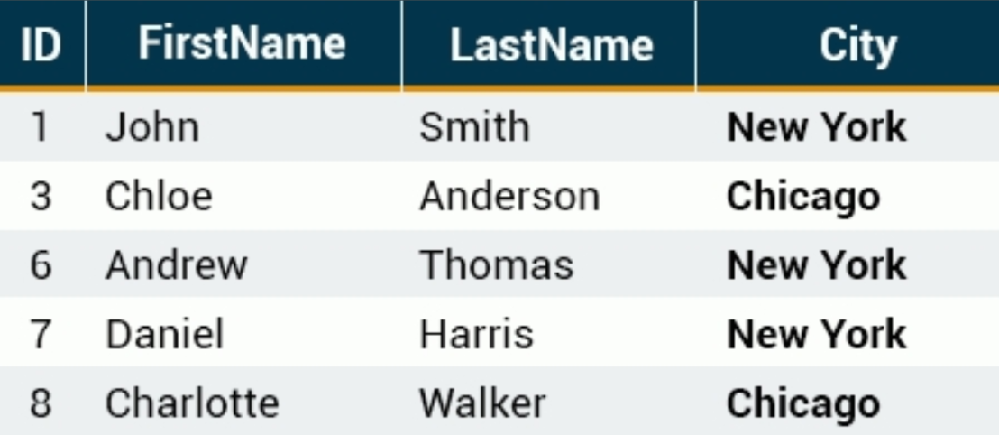 ID FirstName LastName City
1 John Smith New York
3 Chloe Anderson Chicago
6 Andrew Thomas New York
7 Daniel Harris New York
8 Charlotte Walker Chicago